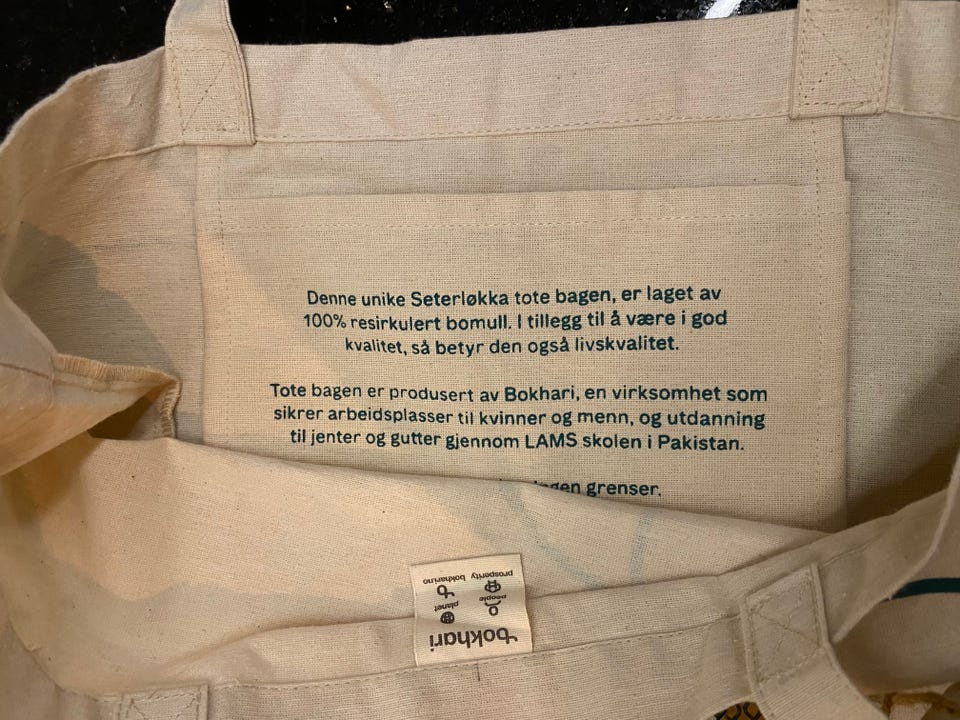 Denne unike Seterløkka tote bagen, er laget av
100% resirkulert bomull. I tillegg til å være i god
kvalitet, så betyr den også livskvalitet.
Tote bagen er produsert av Bokhari, en virksomhet som
sikrer arbeidsplasser til kvinner og menn, og utdanning
til jenter og gutter gjennom LAMS skolen i Pakistan.
grenser.
bokhari
people planet
prosperity bokhari.no